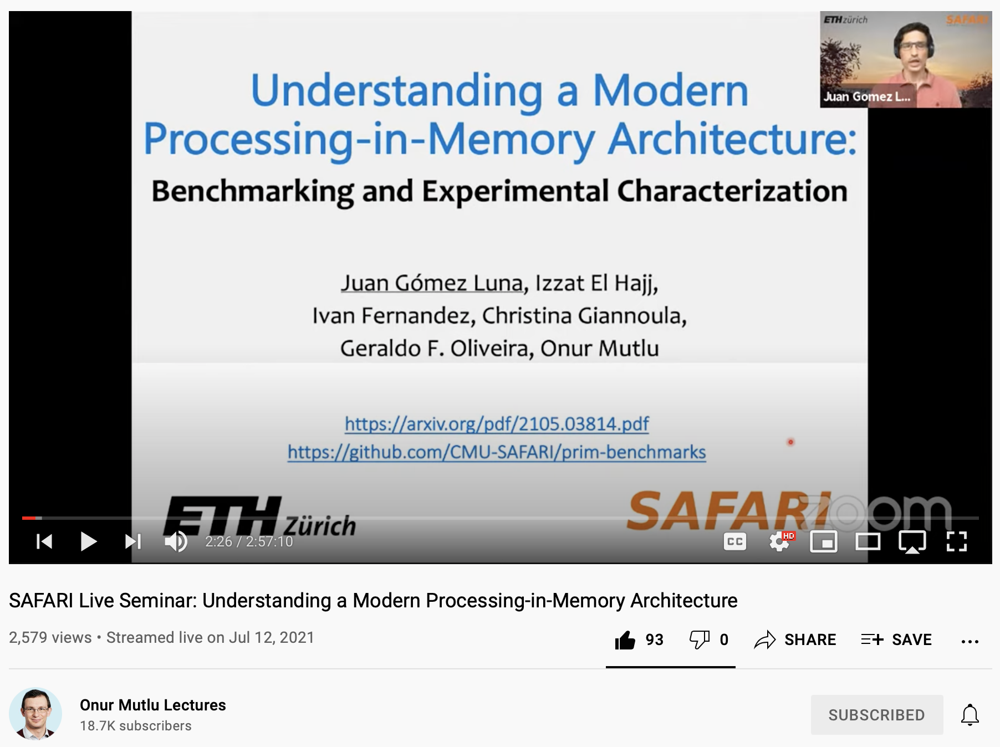 ETH zürich
SAFARI
Juan Gomez L...
Understanding a Modern
Processing-in-Memory Architecture:
Benchmarking and Experimental Characterization
Juan Gómez Luna, Izzat El Hajj,
Ivan Fernandez, Christina Giannoula,
Geraldo F. Oliveira, Onur Mutlu
https://arxiv.org/pdf/2105.03814.pdf
https://github.com/CMU-SAFARI/prim-benchmarks
ETH Zürich
SAFARI
zoom
2:26 / 2:57:10
CC
HD
SAFARI Live Seminar: Understanding a Modern Processing-in-Memory Architecture
2,579 views • Streamed live on Jul 12, 2021
93
0
SHARE
SAVE
Onur Mutlu Lectures
18.7K subscribers
SUBSCRIBED